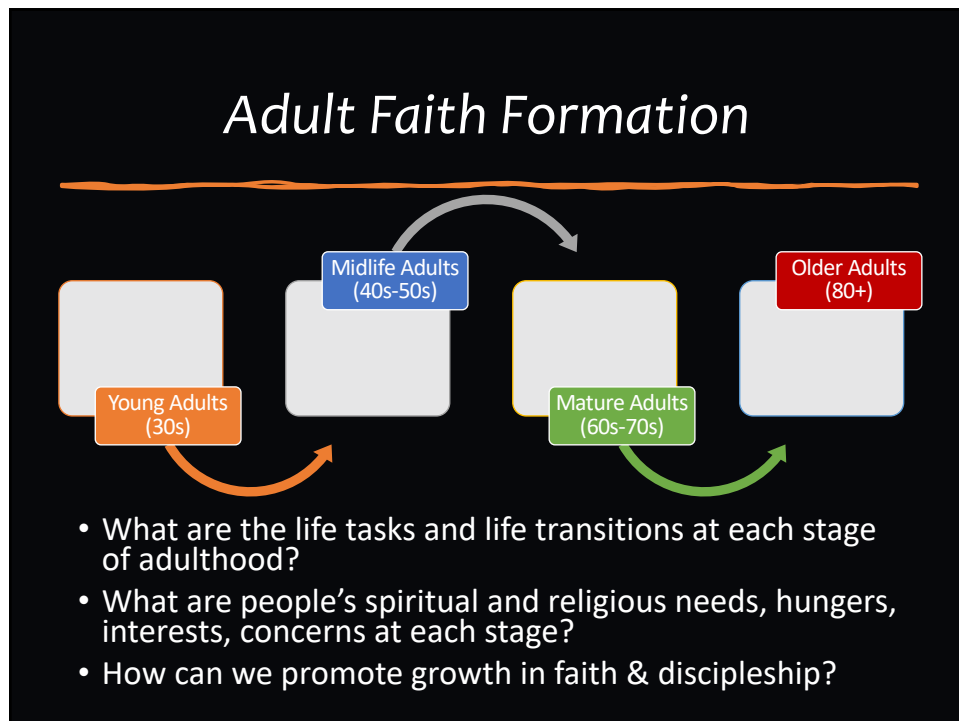 Adult Faith Formation
Midlife Adults
(40s-50s)
Older Adults
(80+)
Young Adults
(30s)
Mature Adults
(60s-70s)
• What are the life tasks and life transitions at each stage
of adulthood?
• What are people’s spiritual and religious needs, hungers,
interests, concerns at each stage?
• How can we promote growth in faith & discipleship?